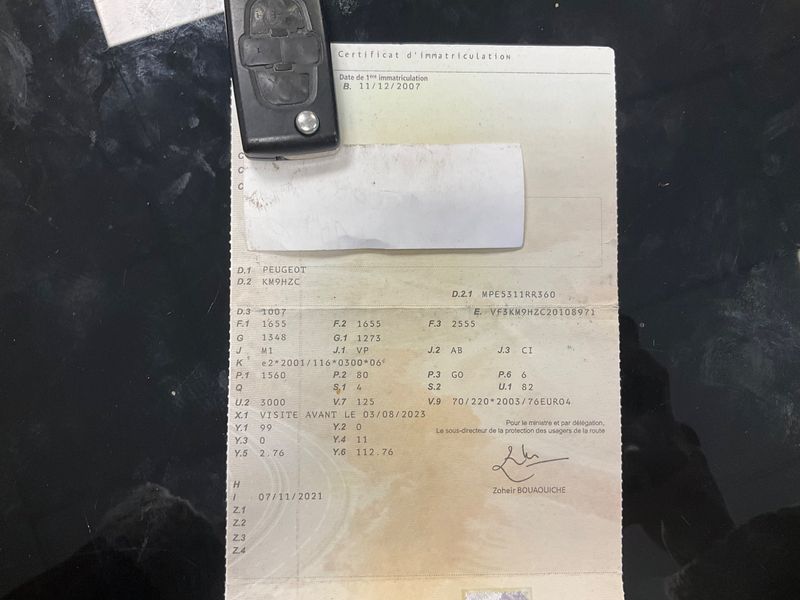 Certificat d'immatriculation
Date de 1ère immatriculation
B. 11/12/2007
C
C
C
D.1 PEUGEOT
D.2 KM9HZC
D.2.1 MPE5311RR360
D.3 1007 E. VF3KM9HZC20108971
F.1 1655 F.2 1655 F.3 2555
G 1348 G.1 1273
J M1 J.1 VP J.2 AB J.3 CI
K e2*2001/116*0300*06
P.1 1560 P.2 80 P.3 GO P.6 6
Q S.1 4 S.2 U.1 82
U.2 3000 V.7 125 V.9 70/220*2003/76EURO4
X.1 VISITE AVANT LE 03/08/2023
Y.1 99 Y.2 0
Y.3 0 Y.4 11
Y.5 2.76 Y.6 112.76
Pour le ministre et par délégation,
Le sous-directeur de la protection des usagers de la route
Zoheir BOUAOUICHE
H
I 07/11/2021
Z.1
Z.2
Z.3
Z.4